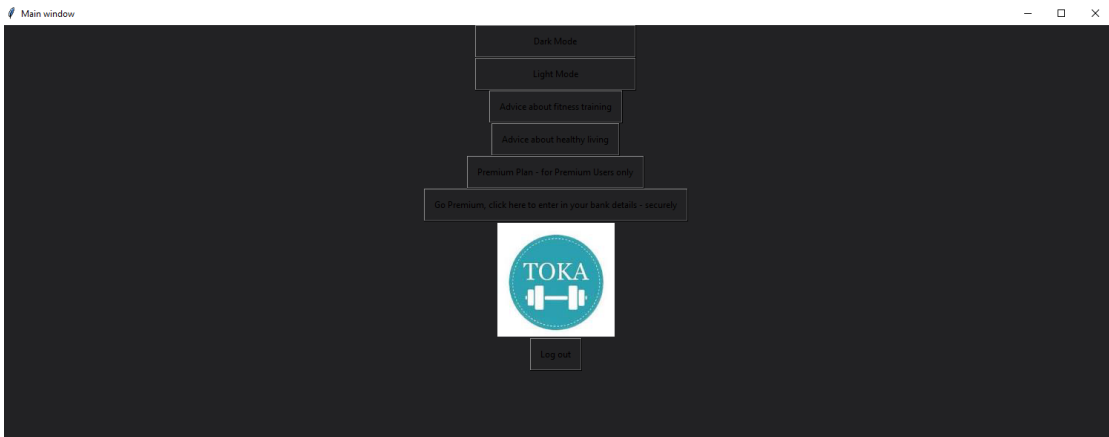 Main window
Dark Mode
Light Mode
Advice about fitness training
Advice about healthy living
Premium Plan - for Premium Users only
Go Premium, click here to enter in your bank details - securely
TOKA
Log out